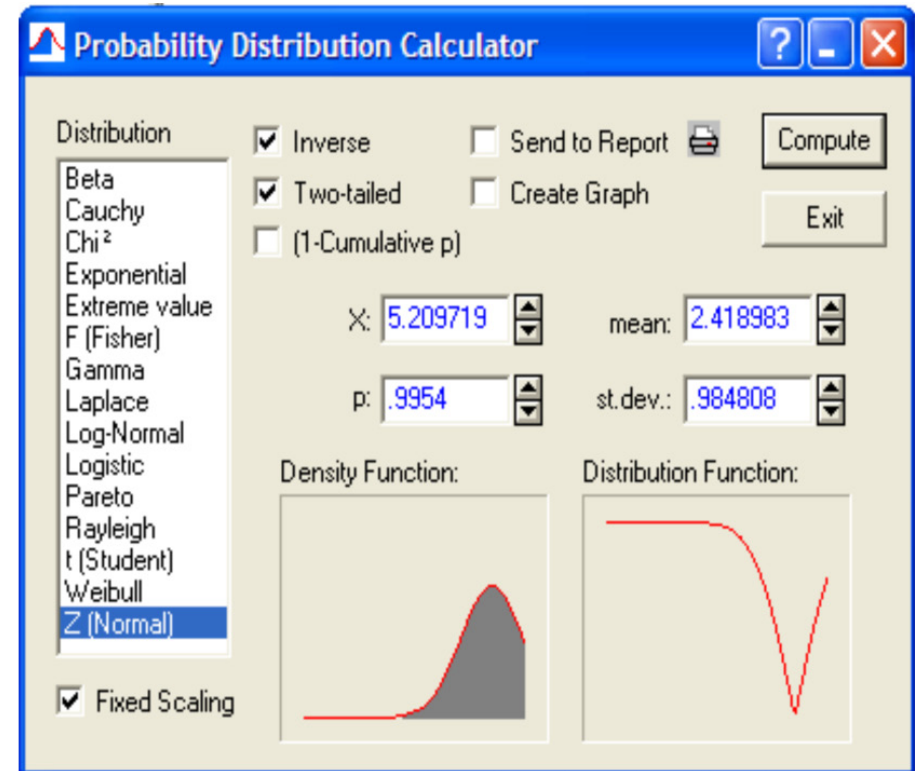 Probability Distribution Calculator
Distribution
Beta
Cauchy
Chi²
Exponential
Extreme value
F (Fisher)
Gamma
Laplace
Log-Normal
Logistic
Pareto
Rayleigh
t (Student)
Weibull
Z (Normal)
Fixed Scaling
Inverse
Two-tailed
(1-Cumulative p)
Send to Report
Create Graph
Compute
Exit
X: 5.209719
mean: 2.418983
p: .9954
st.dev.: .984808
Density Function:
Distribution Function: